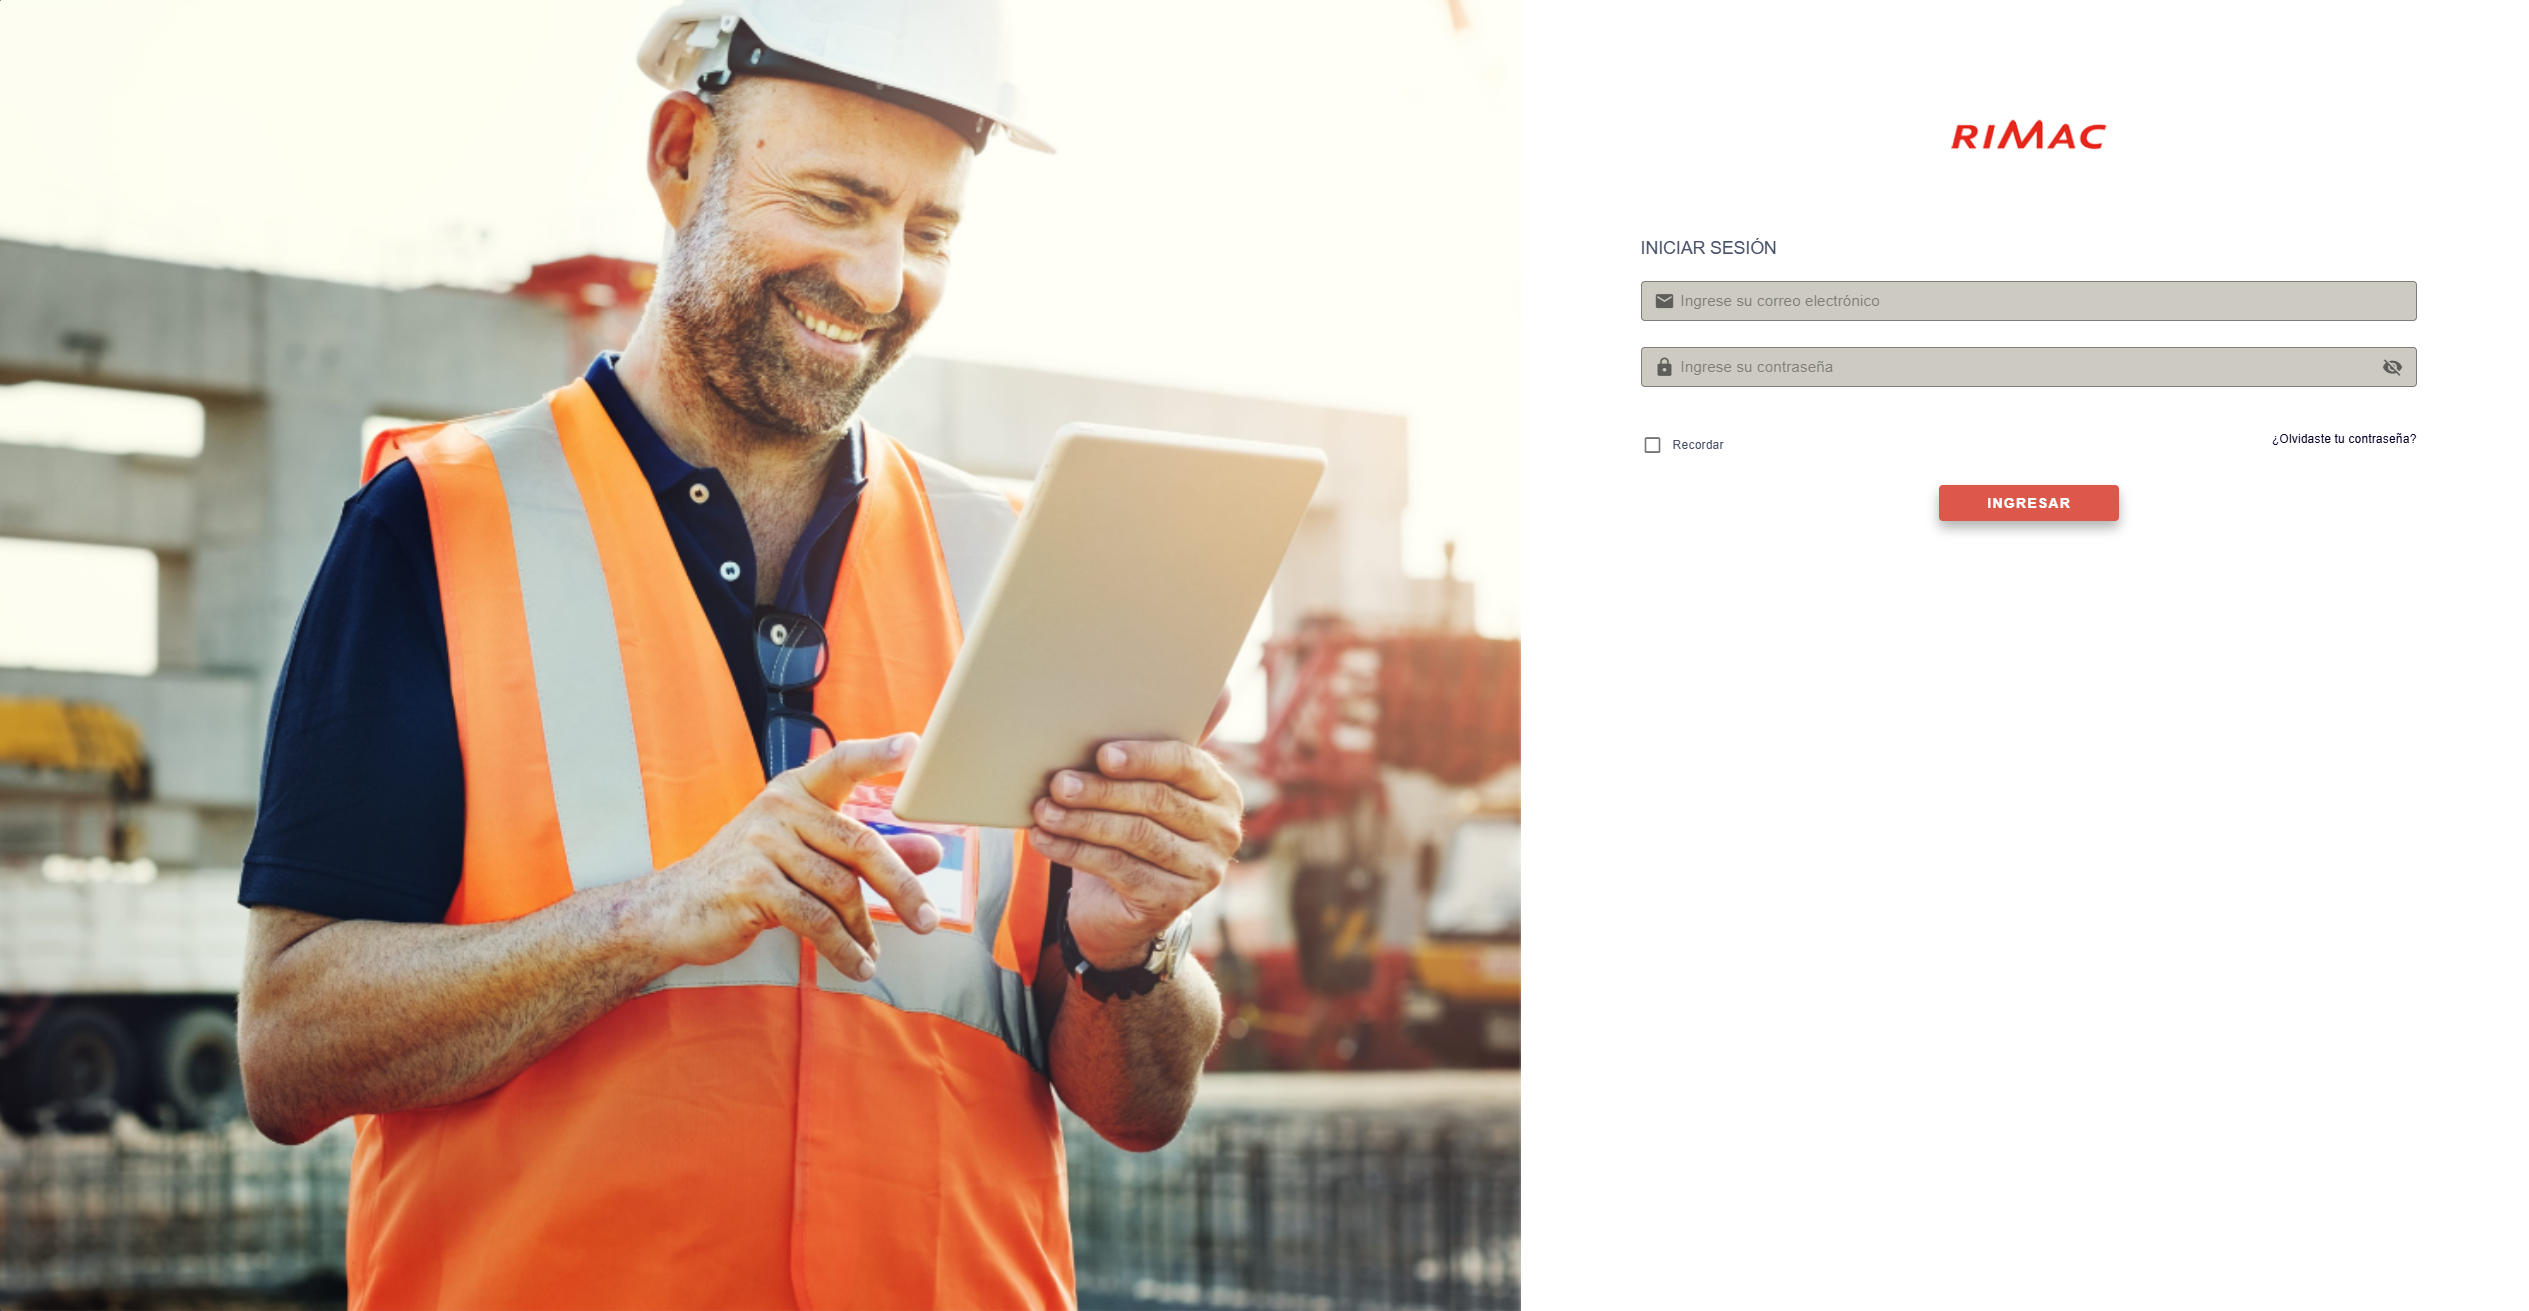 RIMAC
INICIAR SESIÓN
Ingrese su correo electrónico
Ingrese su contraseña
Recordar
¿Olvidaste tu contraseña?
INGRESAR